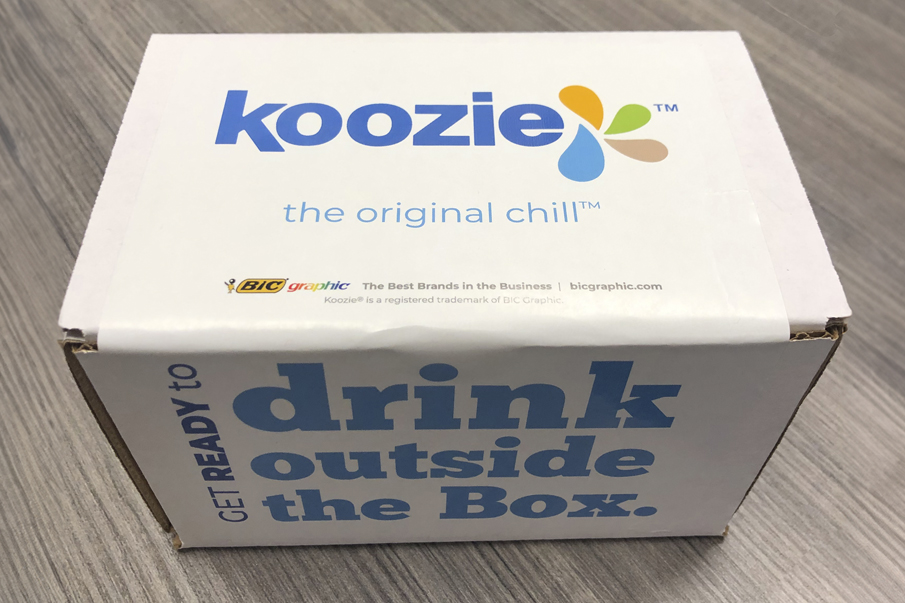 koozie™
the original chill™
BIC graphic The Best Brands in the Business | bicgraphic.com
Koozie® is a registered trademark of BIC Graphic.
GET READY to
drink
outside
the Box.